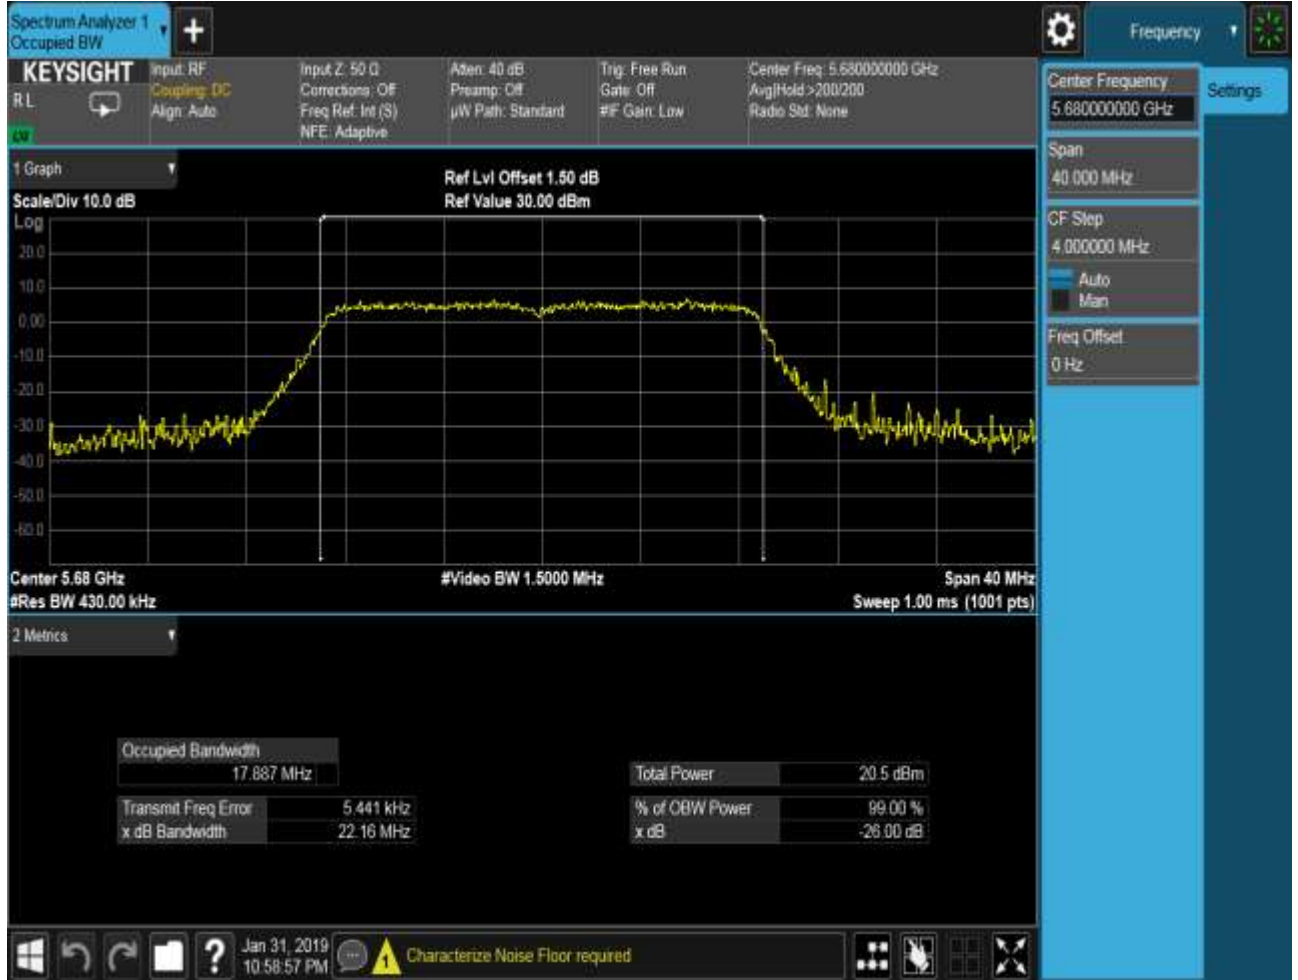 Spectrum Analyzer 1
Occupied BW
+
Frequency
KEYSIGHT
R L
Input: RF
Coupling: DC
Align: Auto
Input Z: 50 Ω
Corrections: Off
Freq Ref: Int (S)
NFE: Adaptive
Atten: 40 dB
Preamp: Off
µW Path: Standard
Trig: Free Run
Gate: Off
#IF Gain: Low
Center Freq: 5.680000000 GHz
Avg|Hold >200/200
Radio Std: None
Center Frequency
5.680000000 GHz
Settings
Span
40.000 MHz
CF Step
4.000000 MHz
Auto
Man
Freq Offset
0 Hz
1 Graph
Scale/Div 10.0 dB
Ref Lvl Offset 1.50 dB
Ref Value 30.00 dBm
Log
20.0
10.0
0.00
-10.0
-20.0
-30.0
-40.0
-50.0
-60.0
Center 5.68 GHz
#Video BW 1.5000 MHz
Span 40 MHz
#Res BW 430.00 kHz
Sweep 1.00 ms (1001 pts)
2 Metrics
Occupied Bandwidth
17.887 MHz
Total Power 20.5 dBm
Transmit Freq Error 5.441 kHz
% of OBW Power 99.00 %
x dB Bandwidth 22.16 MHz
x dB -26.00 dB
?
Jan 31, 2019
10:58:57 PM
1
Characterize Noise Floor required